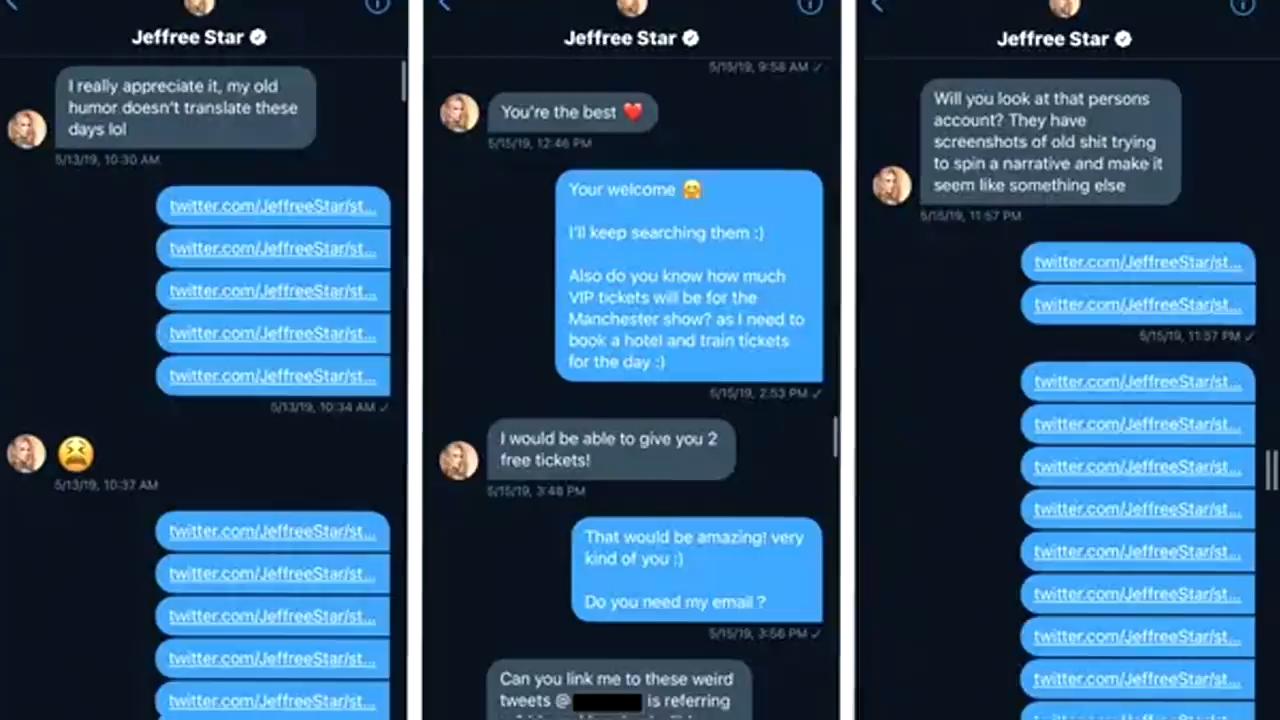 Jeffree Star
I really appreciate it, my old
humor doesn't translate these
days lol
5/13/19, 10:30 AM
twitter.com/JeffreeStar/st...
twitter.com/JeffreeStar/st...
twitter.com/JeffreeStar/st...
twitter.com/JeffreeStar/st...
twitter.com/JeffreeStar/st...
5/13/19, 10:34 AM ✓
😫
5/13/19, 10:37 AM
twitter.com/JeffreeStar/st...
twitter.com/JeffreeStar/st...
twitter.com/JeffreeStar/st...
twitter.com/JeffreeStar/st...
twitter.com/JeffreeStar/st...
Jeffree Star
5/15/19, 9:58 AM ✓
You're the best ❤️
5/15/19, 12:46 PM
Your welcome 🤗
I'll keep searching them :)
Also do you know how much
VIP tickets will be for the
Manchester show? as I need to
book a hotel and train tickets
for the day :)
5/15/19, 2:53 PM ✓
I would be able to give you 2
free tickets!
5/15/19, 3:48 PM
That would be amazing! very
kind of you :)
Do you need my email ?
5/15/19, 3:56 PM ✓
Can you link me to these weird
tweets @ is referring
Jeffree Star
Will you look at that persons
account? They have
screenshots of old shit trying
to spin a narrative and make it
seem like something else
5/15/19, 11:57 PM
twitter.com/JeffreeStar/st...
twitter.com/JeffreeStar/st...
5/15/19, 11:57 PM ✓
twitter.com/JeffreeStar/st...
twitter.com/JeffreeStar/st...
twitter.com/JeffreeStar/st...
twitter.com/JeffreeStar/st...
twitter.com/JeffreeStar/st...
twitter.com/JeffreeStar/st...
twitter.com/JeffreeStar/st...
twitter.com/JeffreeStar/st...